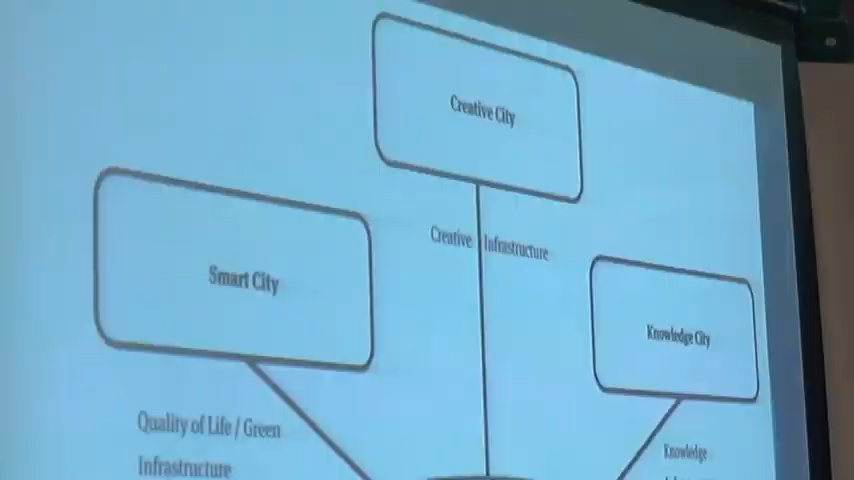 Creative City
Creative Infrastructure
Smart City
Knowledge City
Quality of Life / Green
Infrastructure
Knowledge